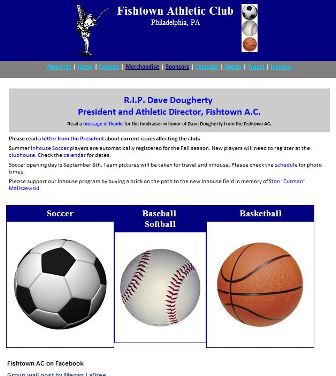 Fishtown Athletic Club
Philadelphia, PA
About Us | News | Contact | Merchandise | Sponsors | Calendar | Sports | Travel | Inhouse
R.I.P. Dave Dougherty
President and Athletic Director, Fishtown A.C.
Read a message of thanks for the fundraiser in honor of Dave Dougherty from the Fishtown AC.
Please read a letter from the President about current issues affecting the club.
Summer Inhouse Soccer players are automatically registered for the Fall season. New players will need to register at the
clubhouse. Check the calendar for dates.
Soccer opening day is September 8th. Team pictures will be taken for travel and inhouse. Please check the schedule for photo
times.
Please support our Inhouse program by buying a brick on the path to the new Inhouse field in memory of Stan "Cutman"
Maliszewski.
Soccer
Baseball
Softball
Basketball
Fishtown AC on Facebook
Group wall post by Megan LaBree